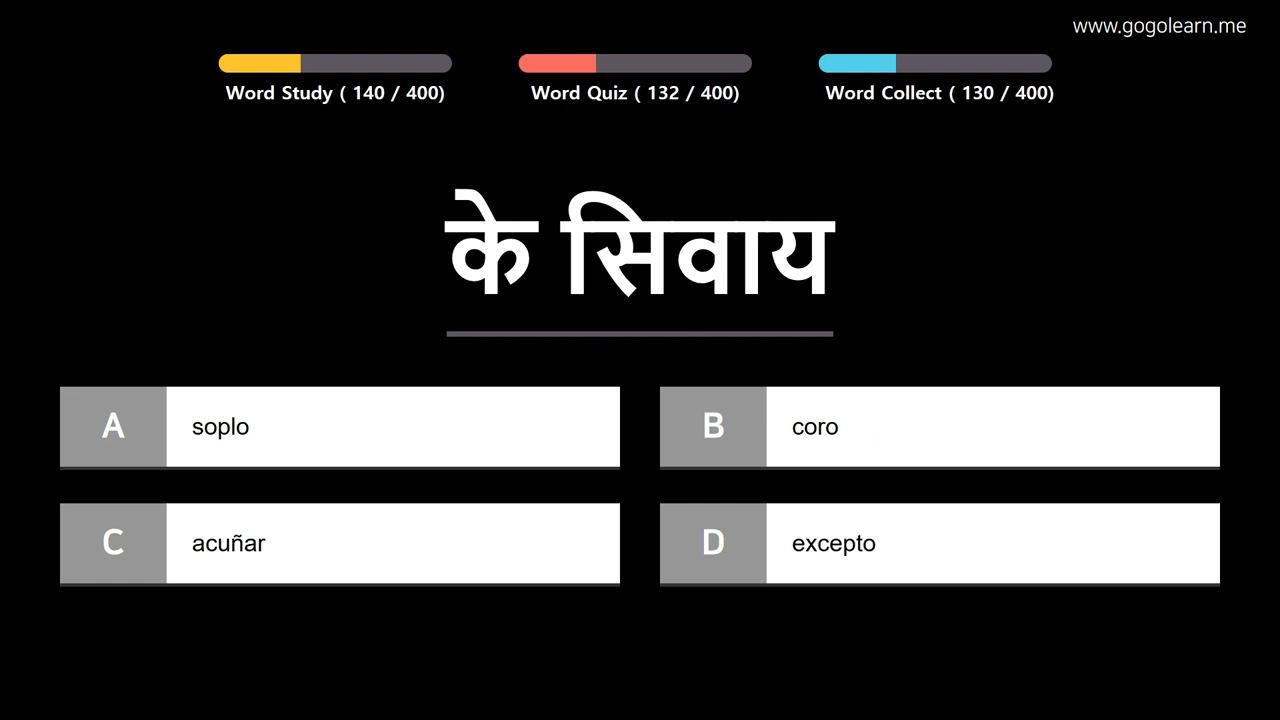 www.gogolearn.me
Word Study ( 140 / 400)
Word Quiz ( 132 / 400)
Word Collect ( 130 / 400)
के सिवाय
A soplo
B coro
C acuñar
D excepto